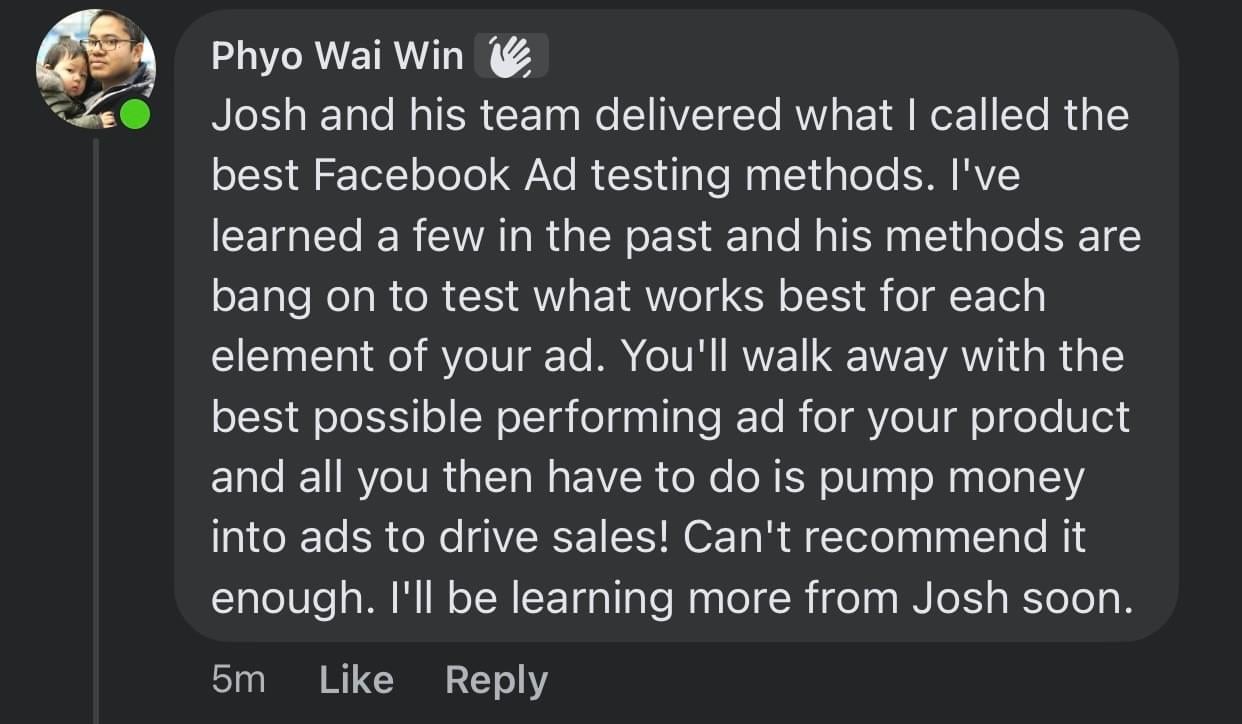 Phyo Wai Win
Josh and his team delivered what I called the
best Facebook Ad testing methods. I've
learned a few in the past and his methods are
bang on to test what works best for each
element of your ad. You'll walk away with the
best possible performing ad for your product
and all you then have to do is pump money
into ads to drive sales! Can't recommend it
enough. I'll be learning more from Josh soon.
5m Like Reply